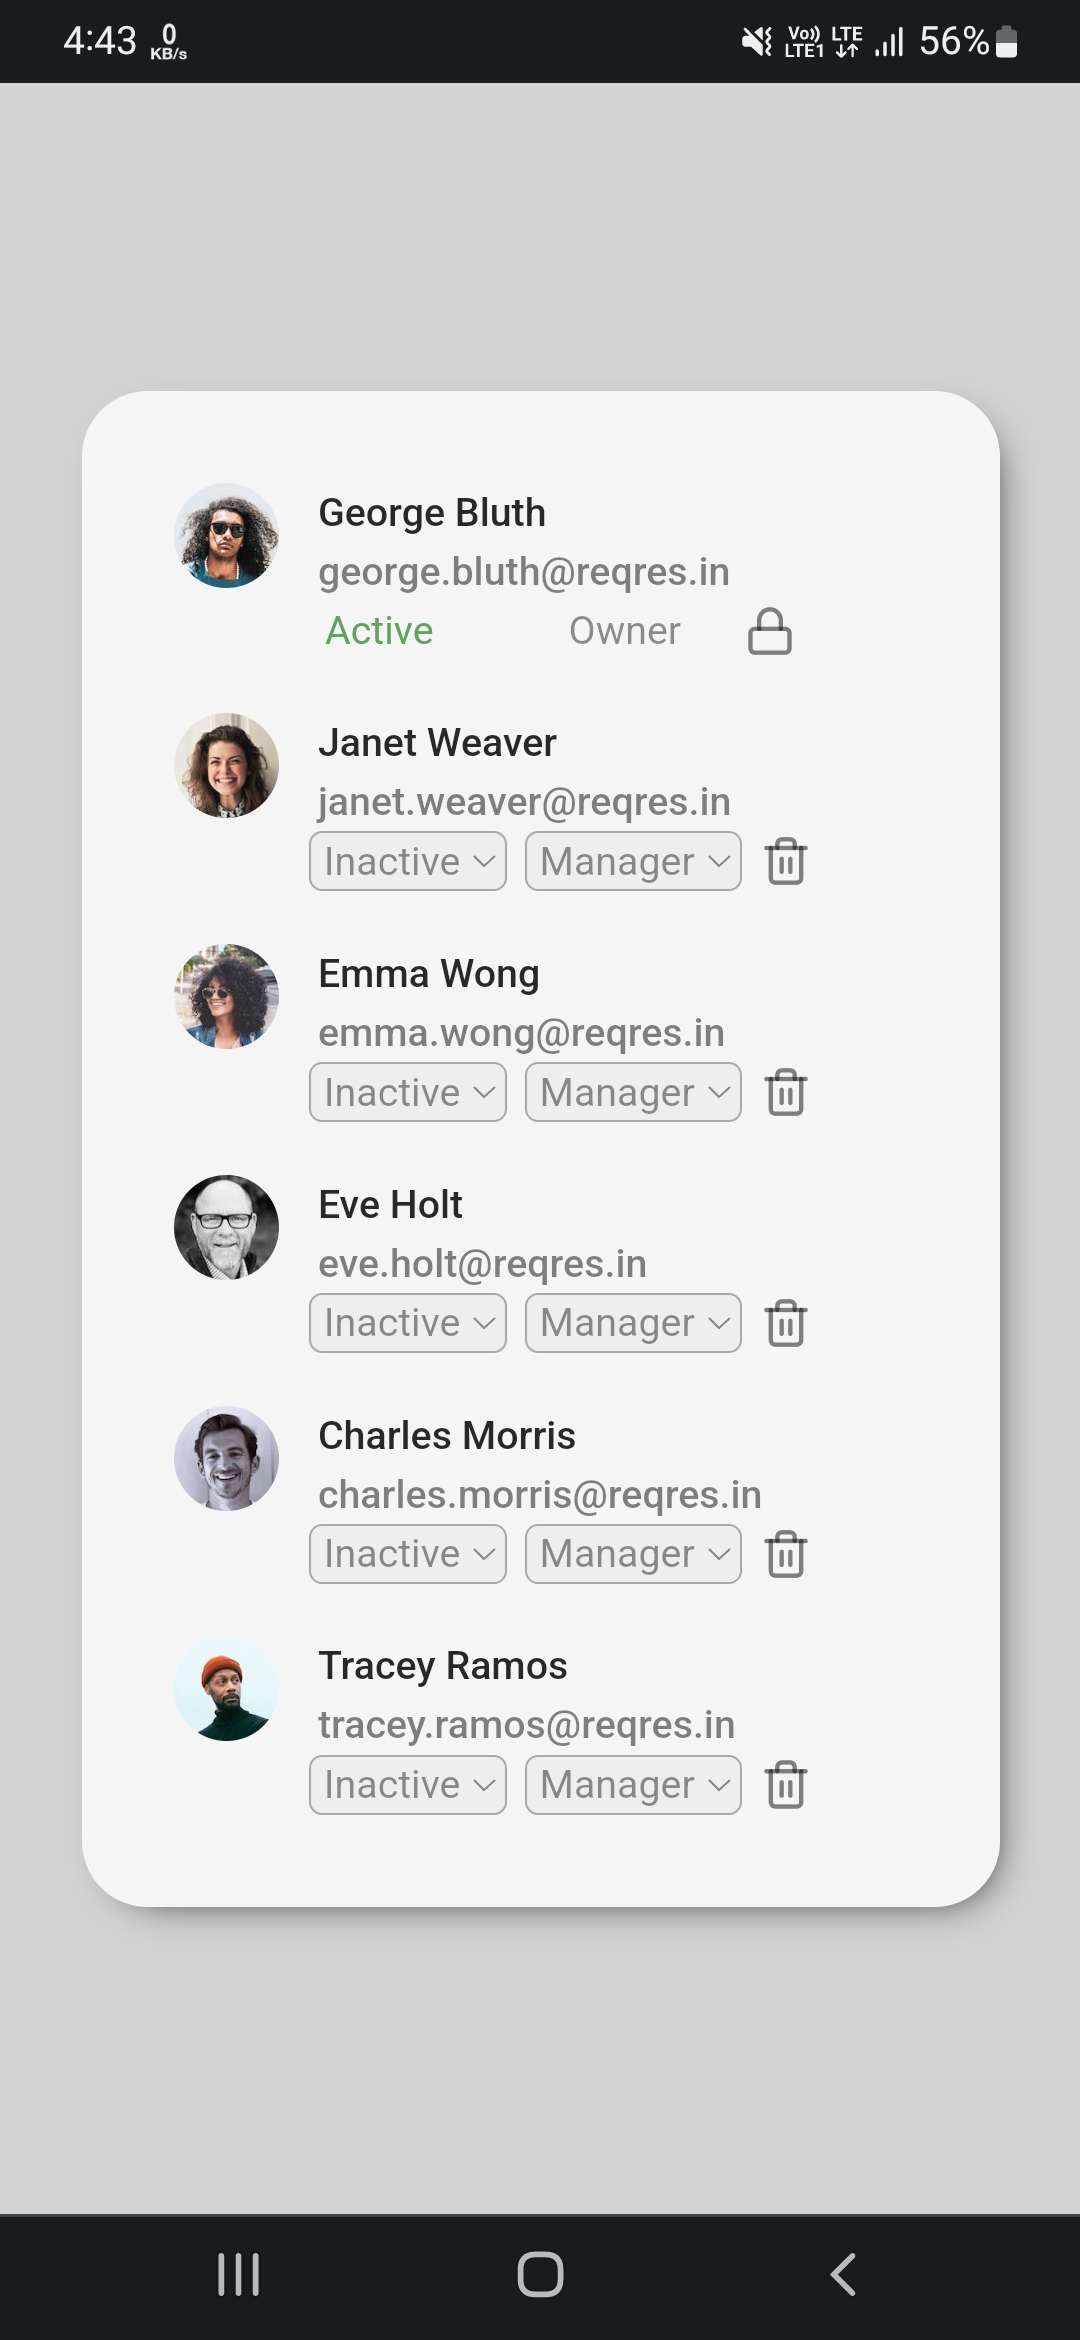 4:43 0 KB/s Vo)) LTE1 LTE 56%
George Bluth
george.bluth@reqres.in
Active Owner
Janet Weaver
janet.weaver@reqres.in
Inactive Manager
Emma Wong
emma.wong@reqres.in
Inactive Manager
Eve Holt
eve.holt@reqres.in
Inactive Manager
Charles Morris
charles.morris@reqres.in
Inactive Manager
Tracey Ramos
tracey.ramos@reqres.in
Inactive Manager